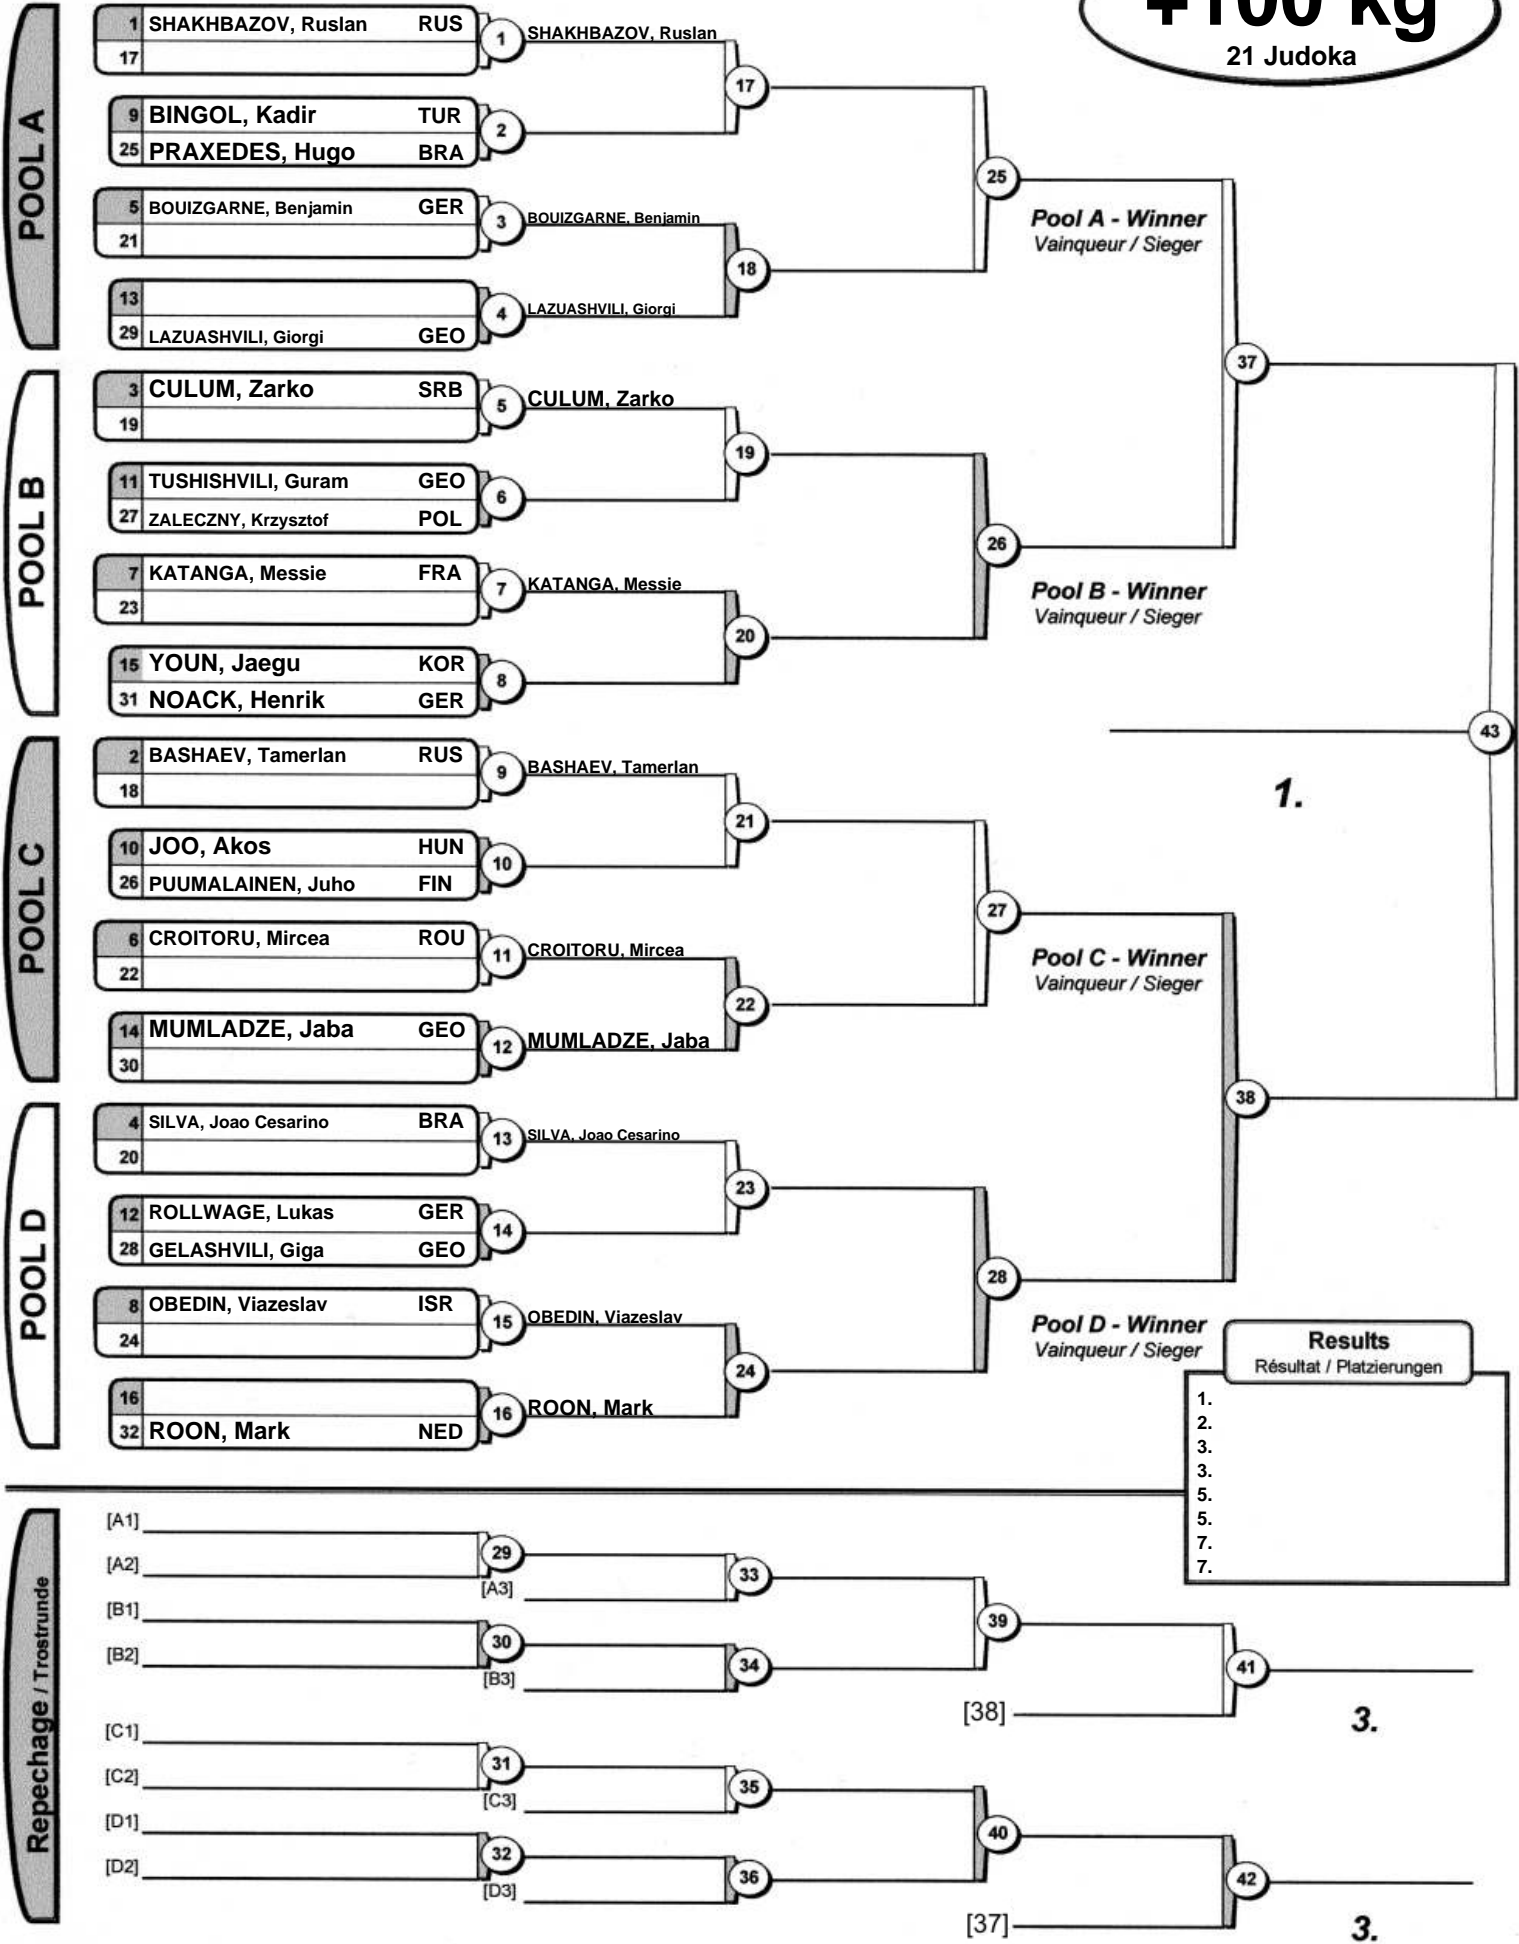 +100 kg
21 Judoka
POOL A
1 SHAKHBAZOV, Ruslan RUS
17
1 SHAKHBAZOV, Ruslan
17
9 BINGOL, Kadir TUR
25 PRAXEDES, Hugo BRA
2
25
5 BOUIZGARNE, Benjamin GER
21
3 BOUIZGARNE, Benjamin
Pool A - Winner
Vainqueur / Sieger
18
13
29 LAZUASHVILI, Giorgi GEO
4 LAZUASHVILI, Giorgi
37
POOL B
3 CULUM, Zarko SRB
19
5 CULUM, Zarko
19
11 TUSHISHVILI, Guram GEO
27 ZALECZNY, Krzysztof POL
6
26
7 KATANGA, Messie FRA
23
7 KATANGA, Messie
Pool B - Winner
Vainqueur / Sieger
20
15 YOUN, Jaegu KOR
31 NOACK, Henrik GER
8
43
1.
POOL C
2 BASHAEV, Tamerlan RUS
18
9 BASHAEV, Tamerlan
21
10 JOO, Akos HUN
26 PUUMALAINEN, Juho FIN
10
27
6 CROITORU, Mircea ROU
22
11 CROITORU, Mircea
Pool C - Winner
Vainqueur / Sieger
22
14 MUMLADZE, Jaba GEO
30
12 MUMLADZE, Jaba
38
POOL D
4 SILVA, Joao Cesarino BRA
20
13 SILVA, Joao Cesarino
23
12 ROLLWAGE, Lukas GER
28 GELASHVILI, Giga GEO
14
28
8 OBEDIN, Viazeslav ISR
24
15 OBEDIN, Viazeslav
Pool D - Winner
Vainqueur / Sieger
24
16
32 ROON, Mark NED
16 ROON, Mark
Results
Résultat / Platzierungen
1.
2.
3.
3.
5.
5.
7.
7.
Repechage / Trostrunde
[A1]
29
[A2]
[A3]
33
[B1]
30
[B2]
[B3]
34
39
41
[38]
3.
[C1]
31
[C2]
[C3]
35
[D1]
32
[D2]
[D3]
36
40
42
[37]
3.